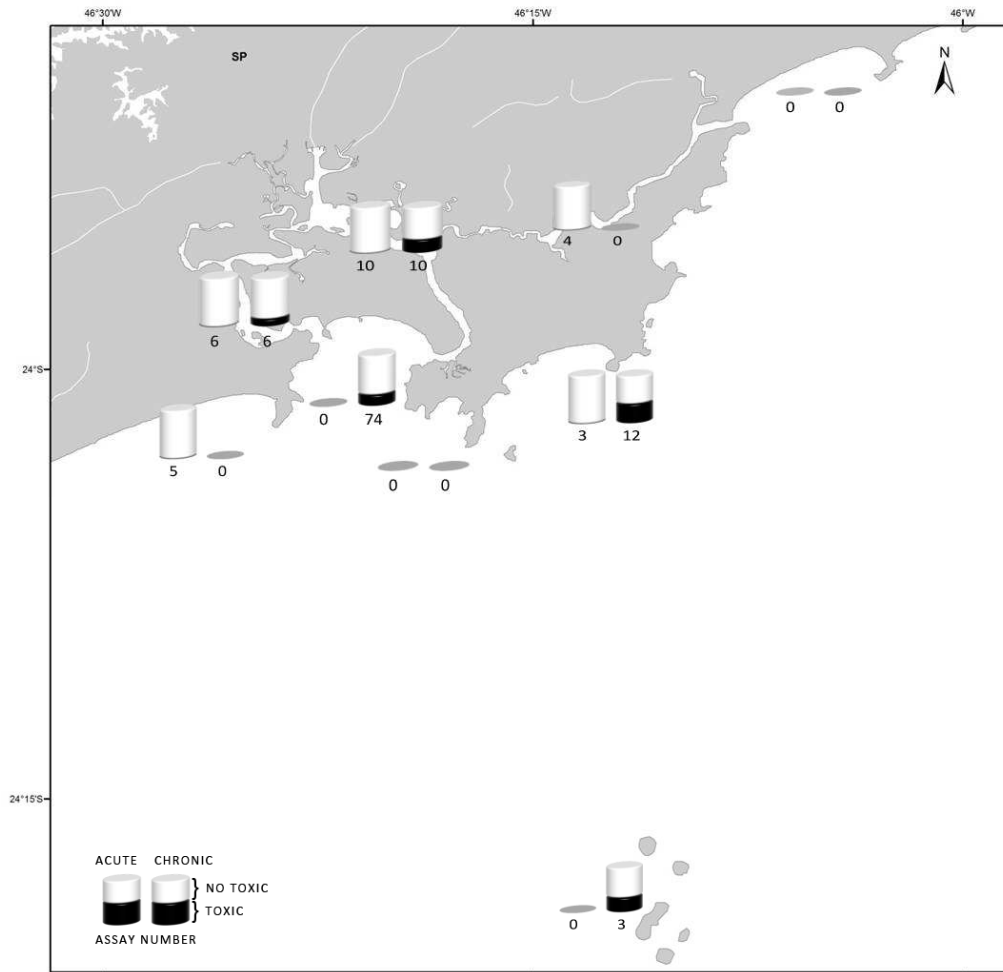 46°30'W 46°15'W 46°W
SP
N
0 0
4 0
10 10
6 6
24°S
0 74
3 12
5 0
0 0
24°15'S
ACUTE CHRONIC
NO TOXIC
TOXIC
ASSAY NUMBER
0 3